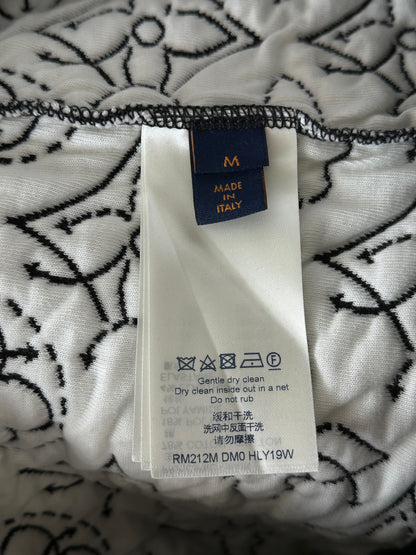 M
MADE
IN
ITALY
F
Gentle dry clean
Dry clean inside out in a net
Do not rub
缓和干洗
洗网中反面干洗
请勿摩擦
RM212M DM0 HLY19W